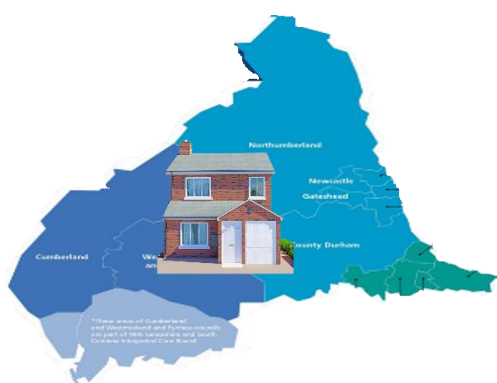 Northumberland
Newcastle
Gateshead
County Durham
Cumberland
We
an
*These areas of Cumberland
and Westmorland and Furness councils
are part of NHS Lancashire and South
Cumbria Integrated Care Board